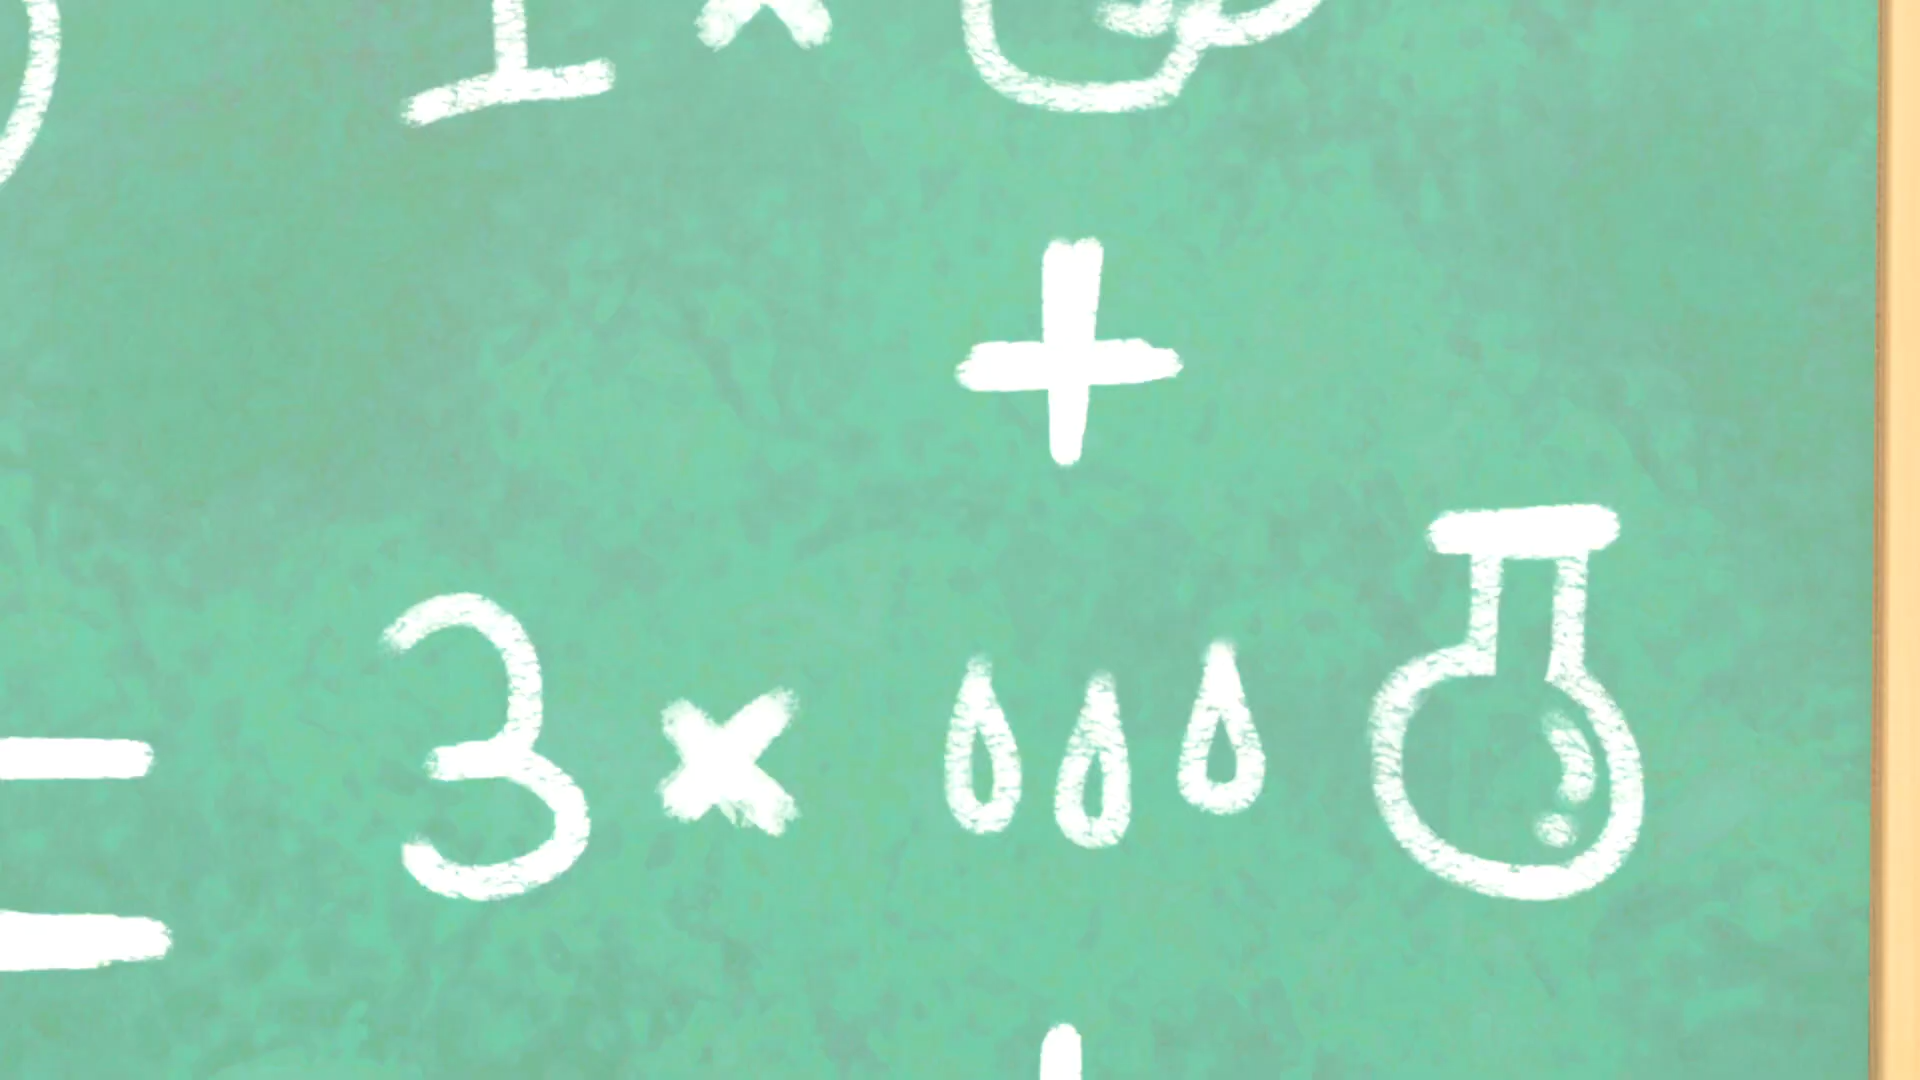 1 ×
+
= 3 ×